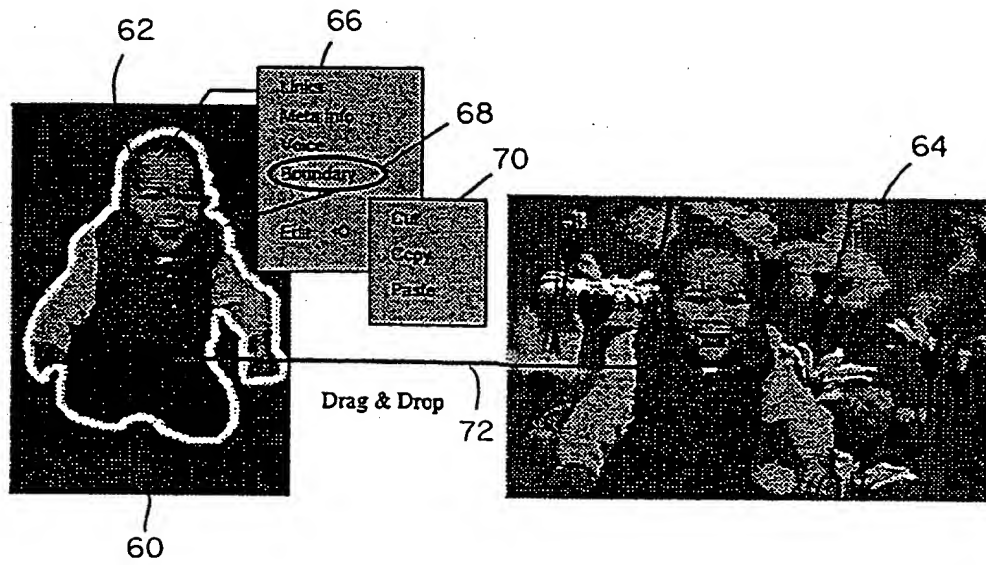 62
66
Links
Meta info
Voice
68
Boundary
70
64
Edit
Cut
Copy
Paste
Drag & Drop
72
60